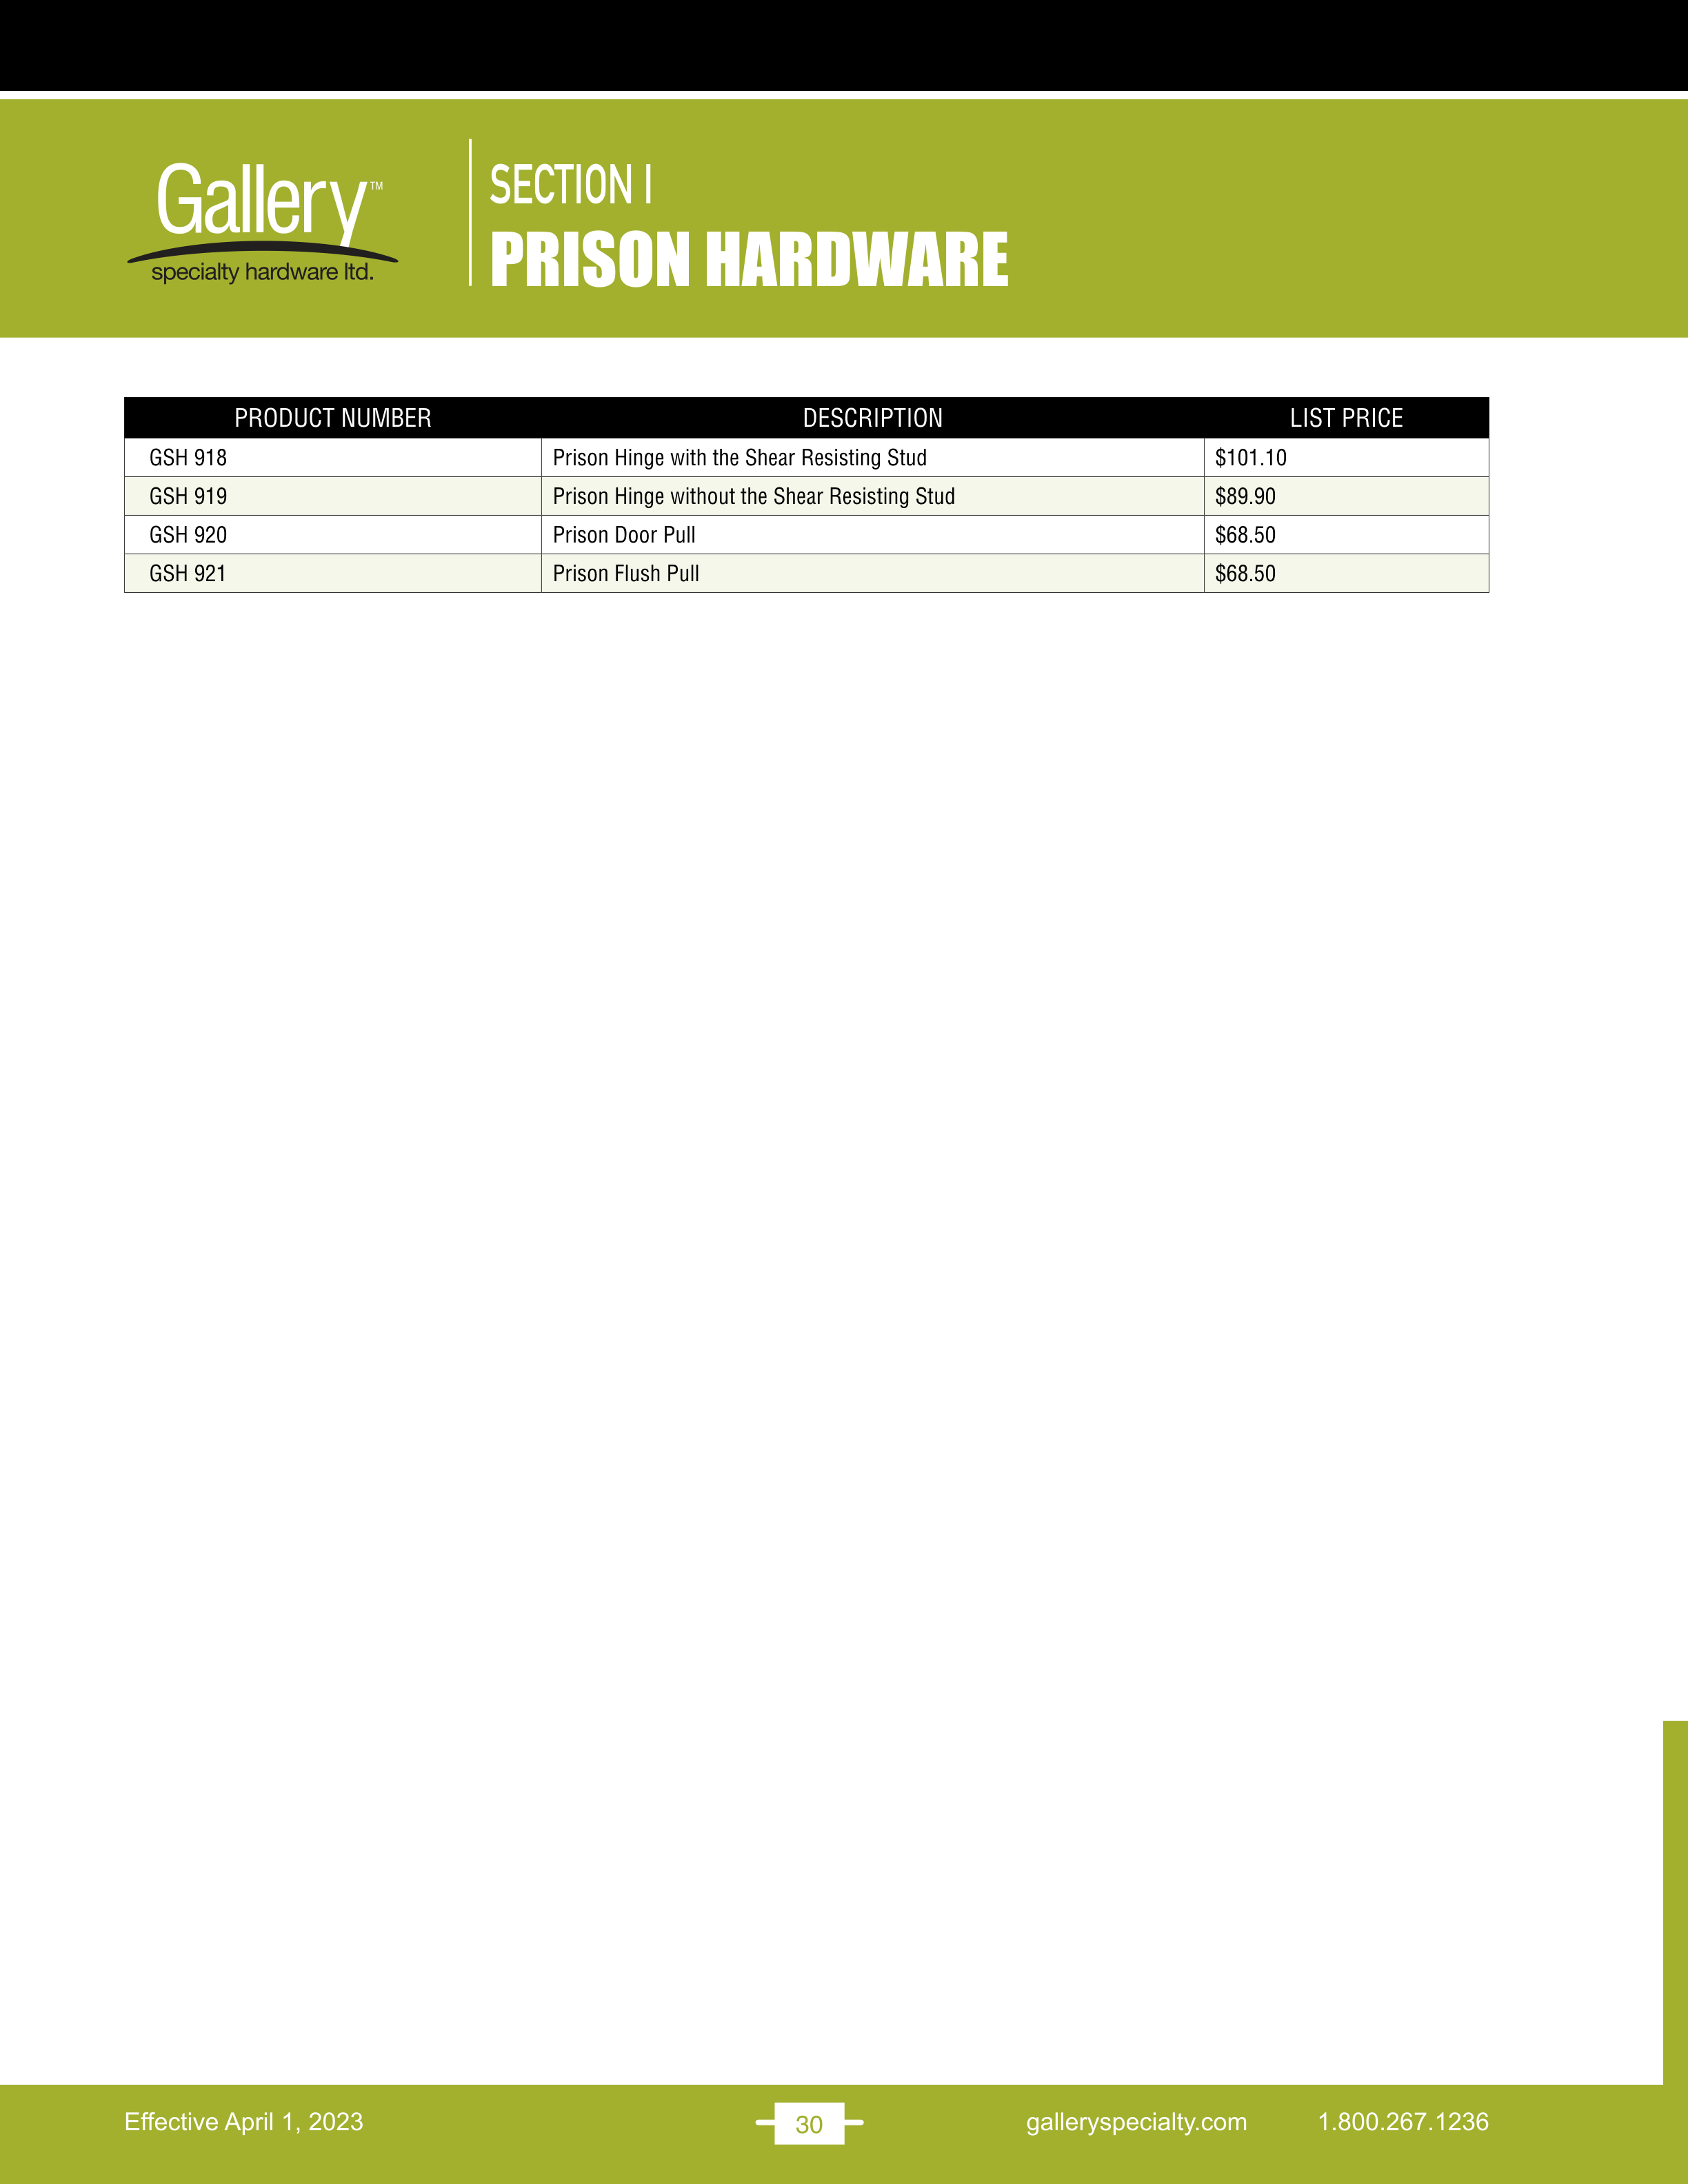 Gallery™
specialty hardware ltd.
SECTION I
PRISON HARDWARE
PRODUCT NUMBER DESCRIPTION LIST PRICE
GSH 918 Prison Hinge with the Shear Resisting Stud $101.10
GSH 919 Prison Hinge without the Shear Resisting Stud $89.90
GSH 920 Prison Door Pull $68.50
GSH 921 Prison Flush Pull $68.50
Effective April 1, 2023 30 galleryspecialty.com 1.800.267.1236